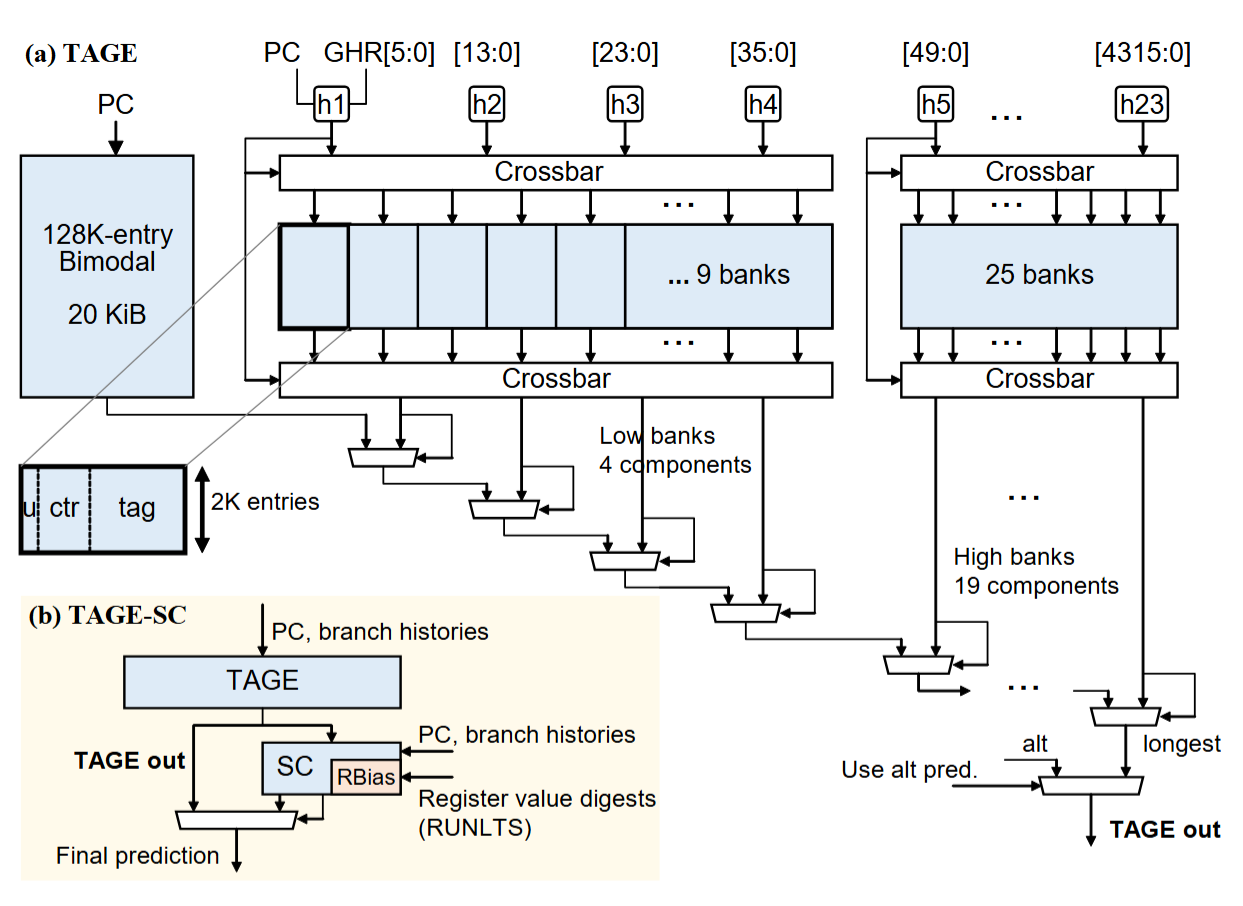 (a) TAGE
PC GHR[5:0] [13:0] [23:0] [35:0] [49:0] [4315:0]
PC
h1 h2 h3 h4 h5 ... h23
Crossbar Crossbar
... ...
128K-entry
Bimodal
20 KiB
... 9 banks 25 banks
... ...
Crossbar Crossbar
Low banks
4 components
u ctr tag 2K entries
...
High banks
19 components
(b) TAGE-SC
PC, branch histories
TAGE
...
TAGE out
PC, branch histories
SC
RBias
Register value digests
(RUNLTS)
Final prediction
alt longest
Use alt pred.
TAGE out